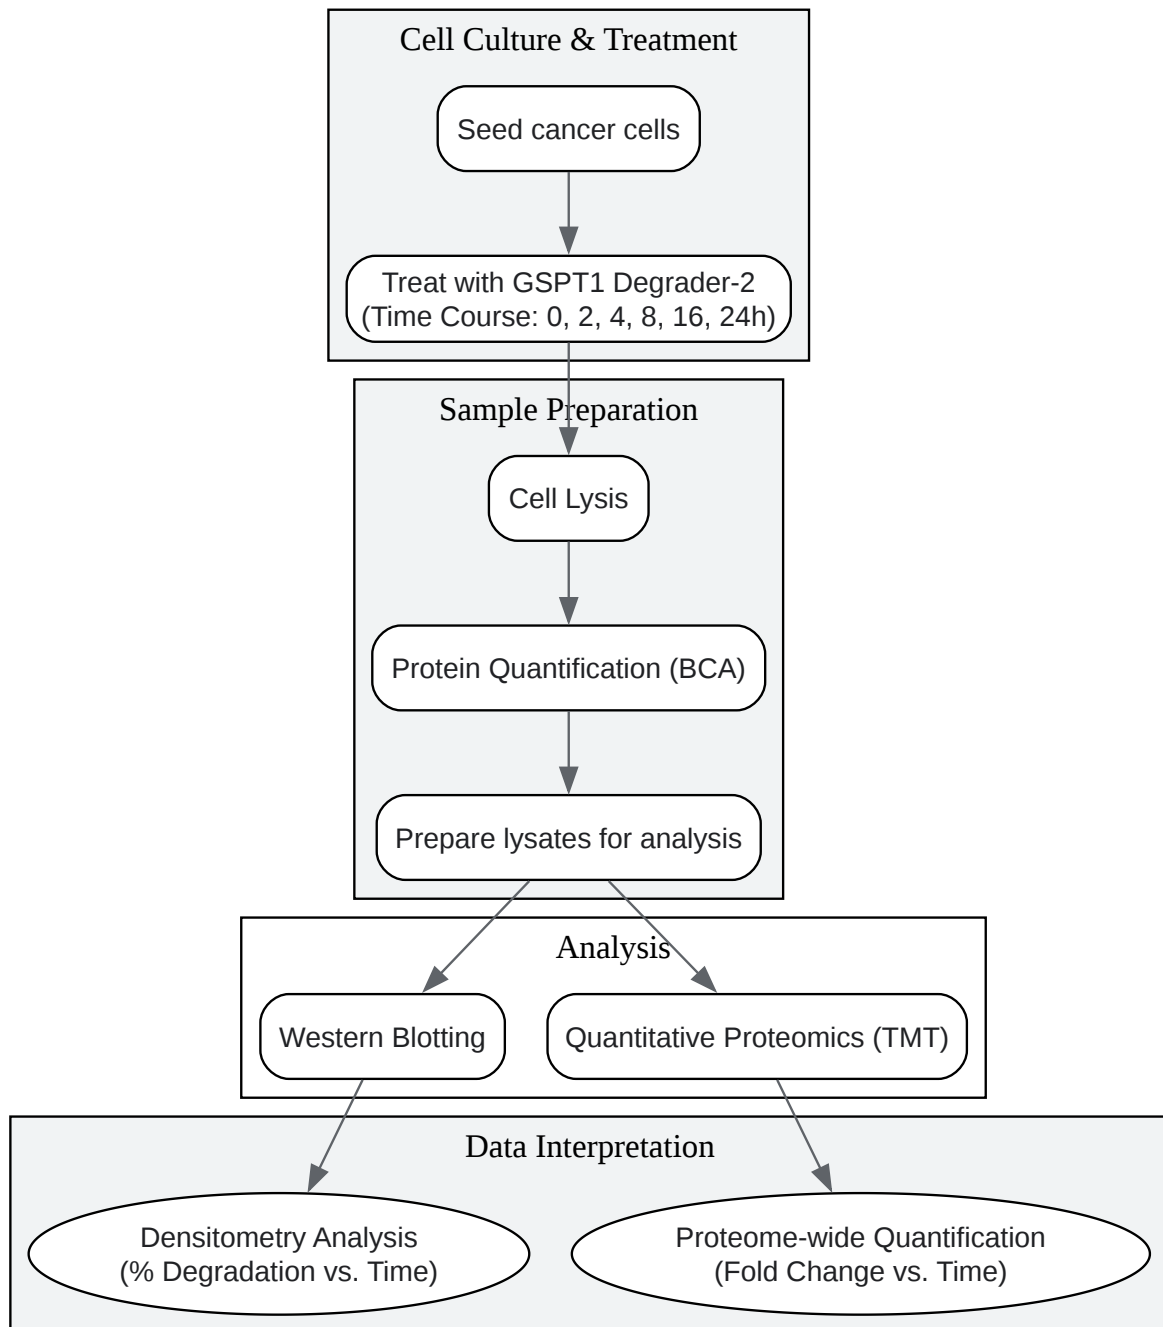 Cell Culture & Treatment
Seed cancer cells
Treat with GSPT1 Degrader-2
(Time Course: 0, 2, 4, 8, 16, 24h)
Sample Preparation
Cell Lysis
Protein Quantification (BCA)
Prepare lysates for analysis
Analysis
Western Blotting
Quantitative Proteomics (TMT)
Data Interpretation
Densitometry Analysis
(% Degradation vs. Time)
Proteome-wide Quantification
(Fold Change vs. Time)